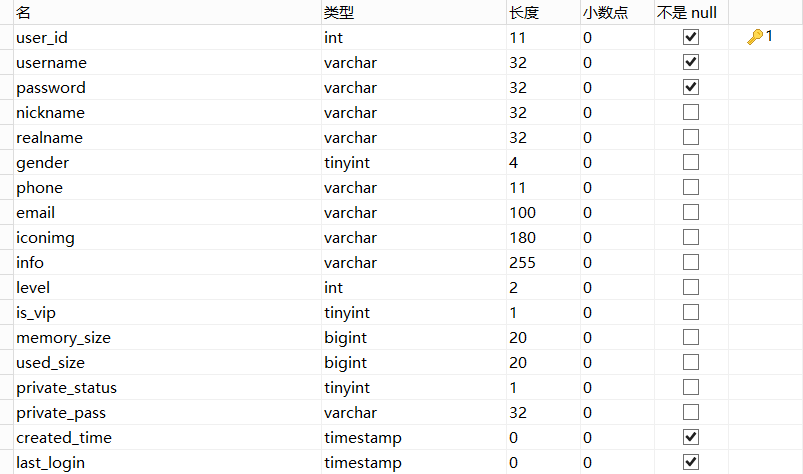 名 类型 长度 小数点 不是 null
user_id int 11 0 1
username varchar 32 0
password varchar 32 0
nickname varchar 32 0
realname varchar 32 0
gender tinyint 4 0
phone varchar 11 0
email varchar 100 0
iconimg varchar 180 0
info varchar 255 0
level int 2 0
is_vip tinyint 1 0
memory_size bigint 20 0
used_size bigint 20 0
private_status tinyint 1 0
private_pass varchar 32 0
created_time timestamp 0 0
last_login timestamp 0 0